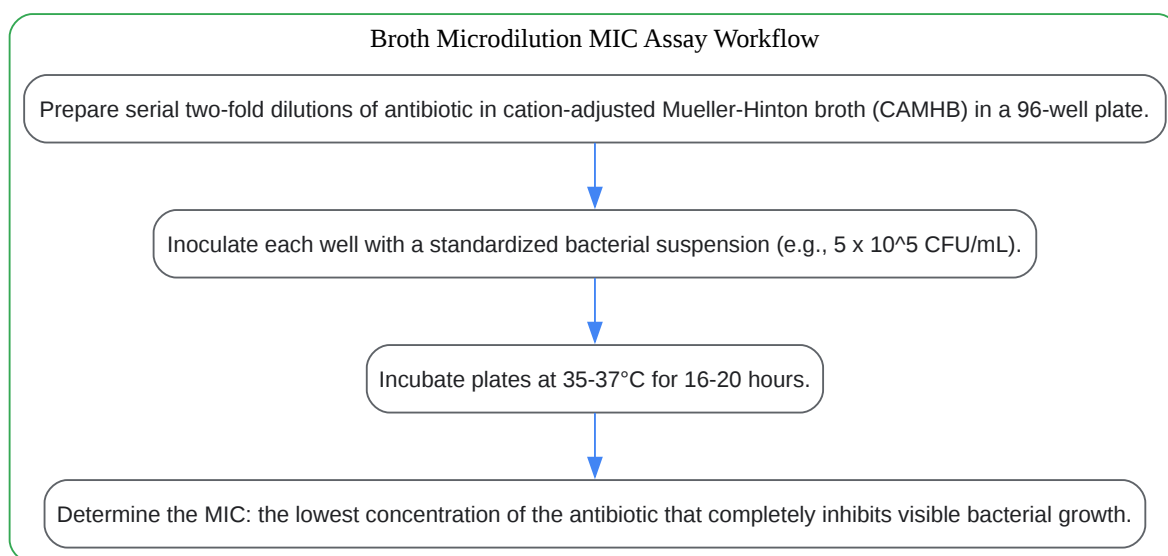 Broth Microdilution MIC Assay Workflow
Prepare serial two-fold dilutions of antibiotic in cation-adjusted Mueller-Hinton broth (CAMHB) in a 96-well plate.
Inoculate each well with a standardized bacterial suspension (e.g., 5 x 10^5 CFU/mL).
Incubate plates at 35-37°C for 16-20 hours.
Determine the MIC: the lowest concentration of the antibiotic that completely inhibits visible bacterial growth.